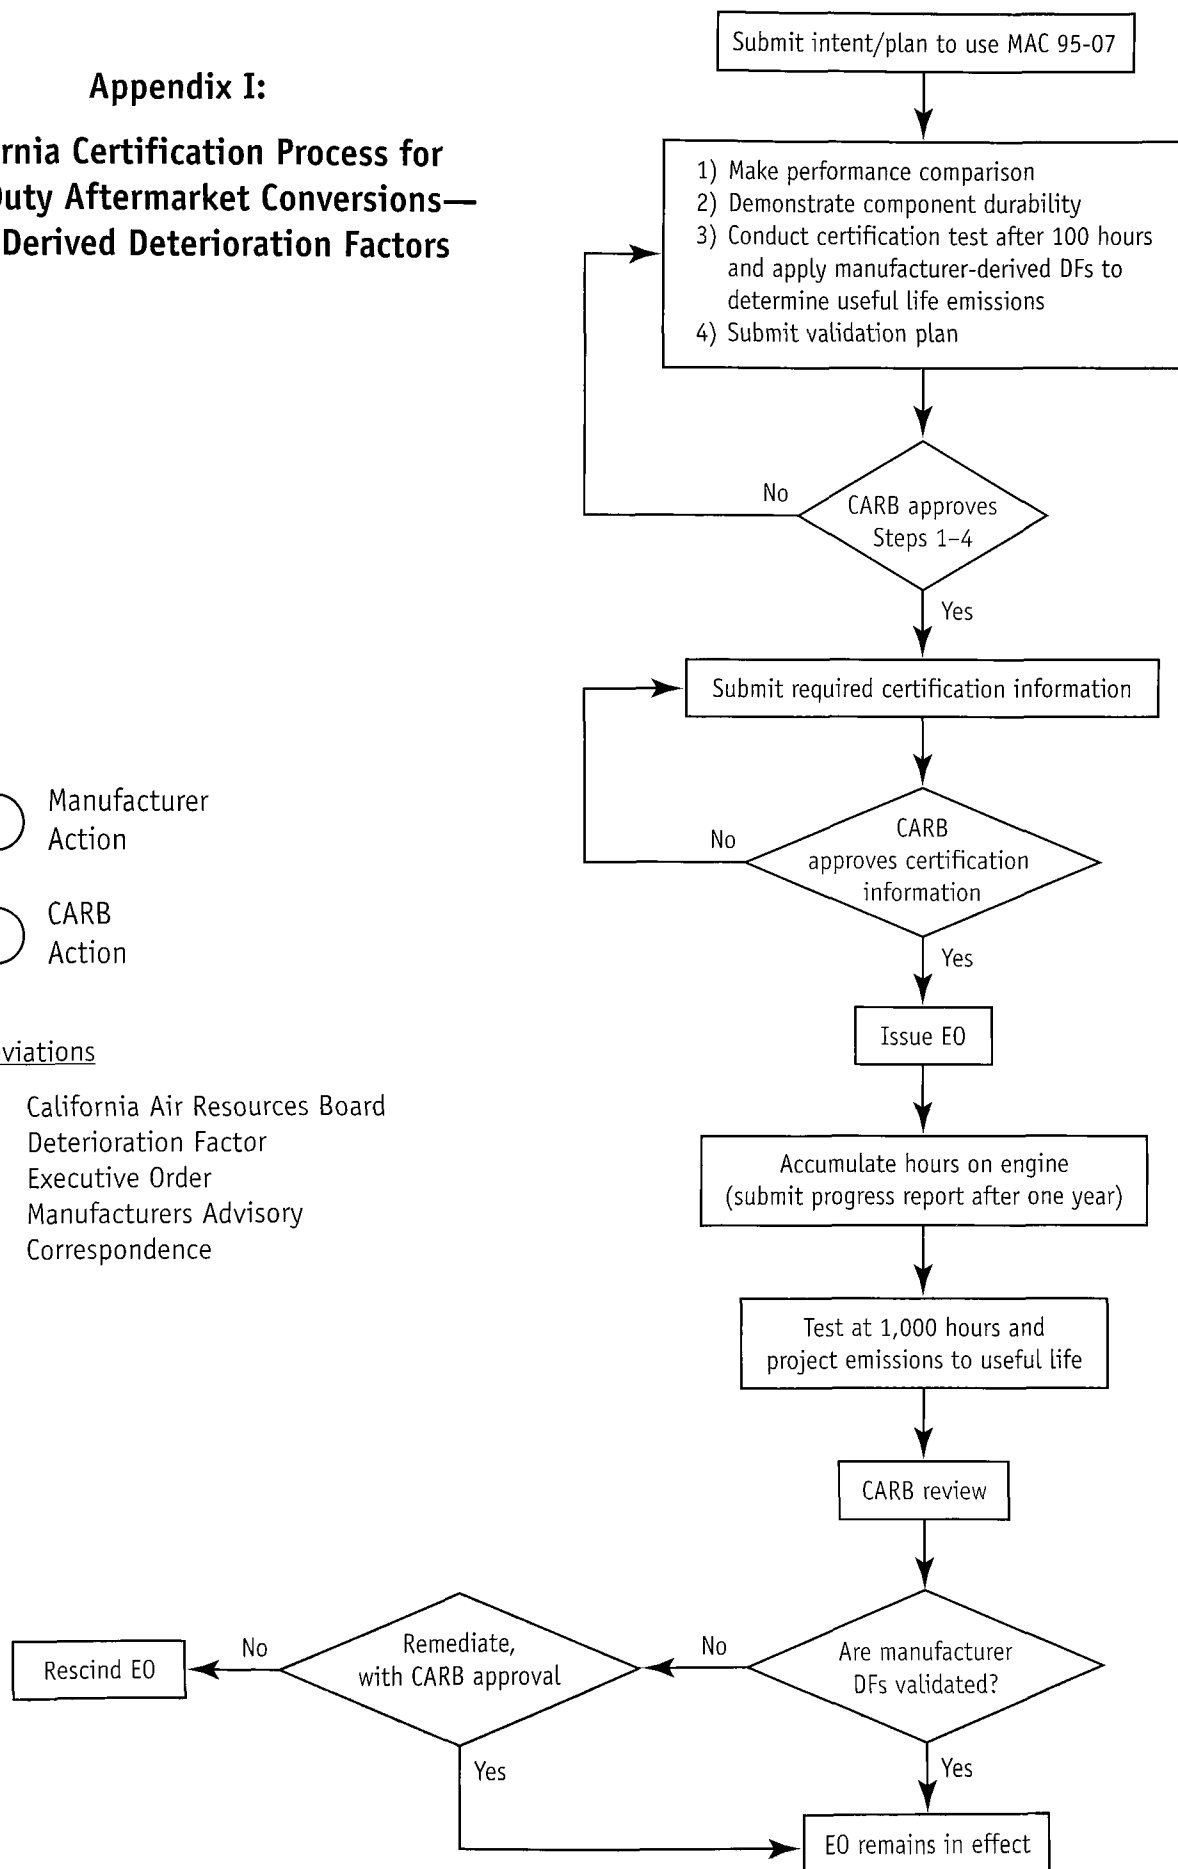 Appendix I:
rnia Certification Process for
uty Aftermarket Conversions—
Derived Deterioration Factors
Submit intent/plan to use MAC 95-07
1) Make performance comparison
2) Demonstrate component durability
3) Conduct certification test after 100 hours
and apply manufacturer-derived DFs to
determine useful life emissions
4) Submit validation plan
No
CARB approves
Steps 1–4
Yes
Submit required certification information
No
CARB
approves certification
information
Yes
Manufacturer
Action
CARB
Action
Issue EO
viations
California Air Resources Board
Deterioration Factor
Executive Order
Manufacturers Advisory
Correspondence
Accumulate hours on engine
(submit progress report after one year)
Test at 1,000 hours and
project emissions to useful life
CARB review
Are manufacturer
DFs validated?
No
Remediate,
with CARB approval
No
Rescind EO
Yes
Yes
EO remains in effect